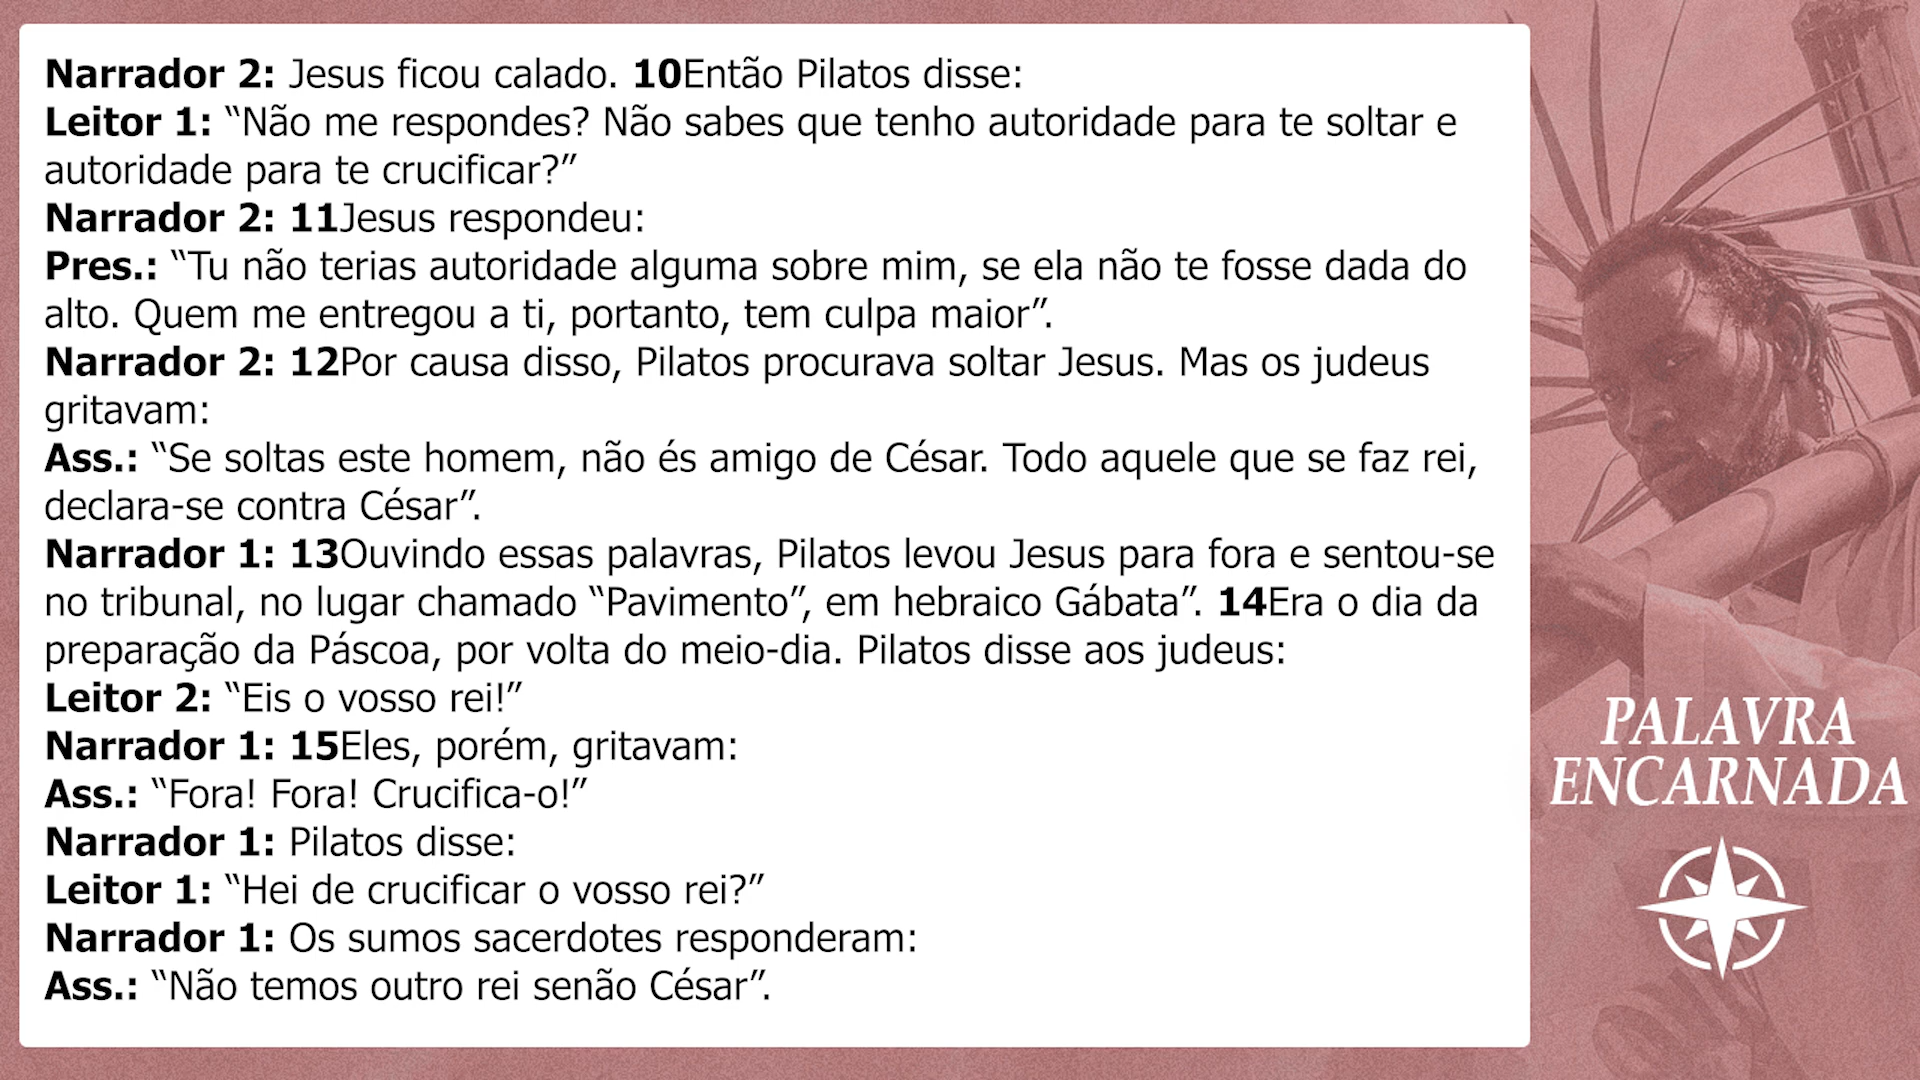 Narrador 2: Jesus ficou calado. 10Então Pilatos disse:
Leitor 1: “Não me respondes? Não sabes que tenho autoridade para te soltar e
autoridade para te crucificar?”
Narrador 2: 11Jesus respondeu:
Pres.: “Tu não terias autoridade alguma sobre mim, se ela não te fosse dada do
alto. Quem me entregou a ti, portanto, tem culpa maior”.
Narrador 2: 12Por causa disso, Pilatos procurava soltar Jesus. Mas os judeus
gritavam:
Ass.: “Se soltas este homem, não és amigo de César. Todo aquele que se faz rei,
declara-se contra César”.
Narrador 1: 13Ouvindo essas palavras, Pilatos levou Jesus para fora e sentou-se
no tribunal, no lugar chamado “Pavimento”, em hebraico Gábata”. 14Era o dia da
preparação da Páscoa, por volta do meio-dia. Pilatos disse aos judeus:
Leitor 2: “Eis o vosso rei!”
Narrador 1: 15Eles, porém, gritavam:
Ass.: “Fora! Fora! Crucifica-o!”
Narrador 1: Pilatos disse:
Leitor 1: “Hei de crucificar o vosso rei?”
Narrador 1: Os sumos sacerdotes responderam:
Ass.: “Não temos outro rei senão César”.
PALAVRA
ENCARNADA